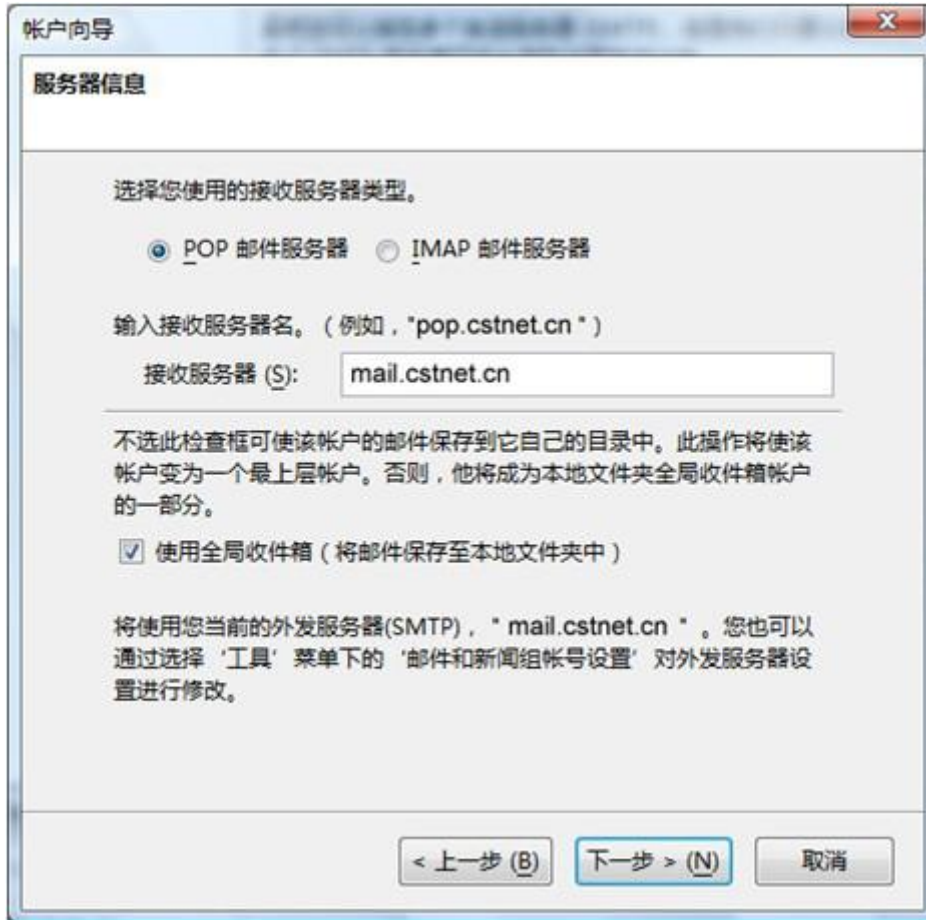 帐户向导
服务器信息
选择您使用的接收服务器类型。
POP 邮件服务器 IMAP 邮件服务器
输入接收服务器名。(例如，"pop.cstnet.cn ")
接收服务器 (S): mail.cstnet.cn
不选此检查框可使该帐户的邮件保存到它自己的目录中。此操作将使该
帐户变为一个最上层帐户。否则，他将成为本地文件夹全局收件箱帐户
的一部分。
使用全局收件箱（将邮件保存至本地文件夹中）
将使用您当前的外发服务器(SMTP)，" mail.cstnet.cn " 。您也可以
通过选择‘工具’菜单下的‘邮件和新闻组帐号设置’对外发服务器设
置进行修改。
< 上一步 (B) 下一步 > (N) 取消